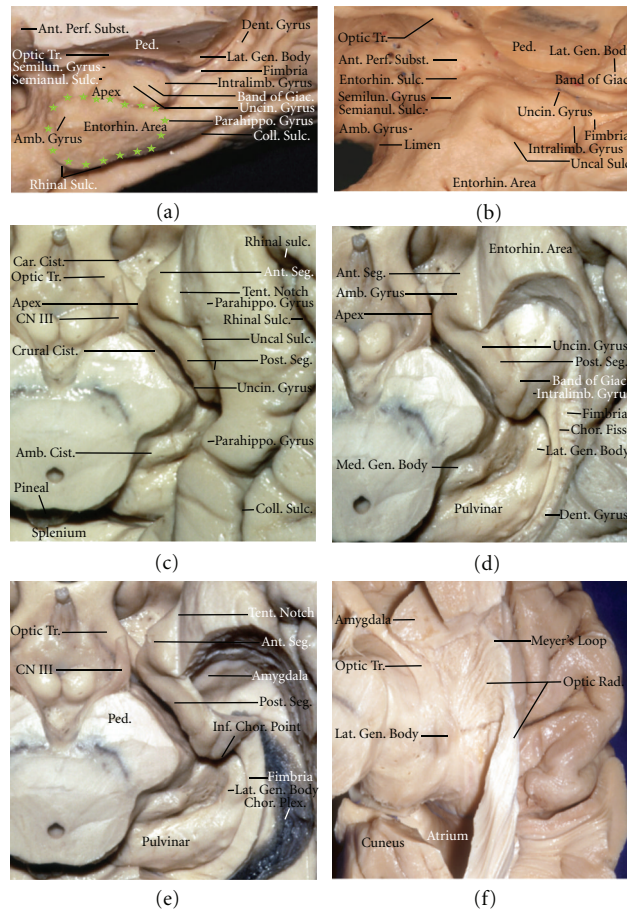 Ant. Perf. Subst.
Dent. Gyrus
Ped.
Optic Tr.
Lat. Gen. Body
Semilun. Gyrus
Fimbria
Semianul. Sulc.
Intralimb. Gyrus
Apex
Band of Giac.
Uncin. Gyrus
Entorhin. Area
Parahippo. Gyrus
Amb. Gyrus
Coll. Sulc.
Rhinal Sulc.
(a)
Optic Tr.
Ped.
Lat. Gen. Body
Ant. Perf. Subst.
Entorhin. Sulc.
Band of Giac.
Semilun. Gyrus
Uncin. Gyrus
Semianul. Sulc.
Amb. Gyrus
Fimbria
Limen
Intralimb. Gyrus
Uncal Sulc.
Entorhin. Area
(b)
Rhinal sulc.
Car. Cist.
Optic Tr.
Ant. Seg.
Tent. Notch
Apex
Parahippo. Gyrus
CN III
Rhinal Sulc.
Uncal Sulc.
Crural Cist.
Post. Seg.
Uncin. Gyrus
Parahippo. Gyrus
Amb. Cist.
Pineal
Coll. Sulc.
Splenium
(c)
Entorhin. Area
Ant. Seg.
Amb. Gyrus
Apex
Uncin. Gyrus
Post. Seg.
Band of Giac.
Intralimb. Gyrus
Fimbria
Chor. Fiss.
Lat. Gen. Body
Med. Gen. Body
Pulvinar
Dent. Gyrus
(d)
Tent. Notch
Optic Tr.
Ant. Seg.
CN III
Amygdala
Post. Seg.
Ped.
Inf. Chor. Point
Fimbria
Lat. Gen. Body
Chor. Plex.
Pulvinar
(e)
Amygdala
Meyer's Loop
Optic Tr.
Optic Rad.
Lat. Gen. Body
Atrium
Cuneus
(f)